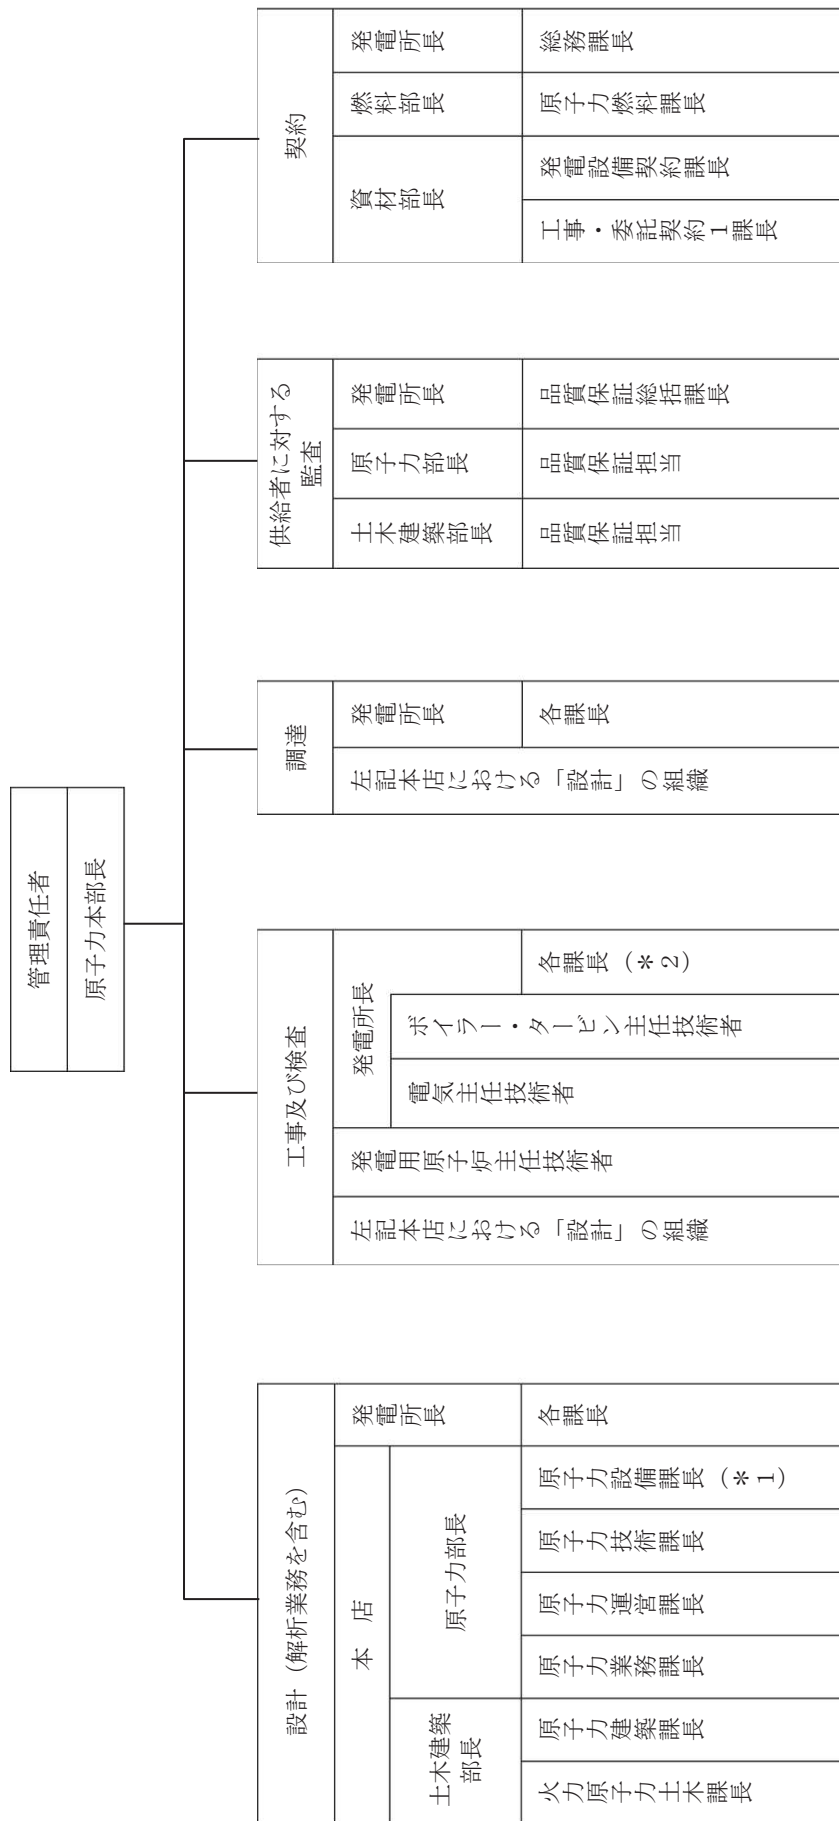 管理責任者
原子力本部長
設計（解析業務を含む）
本店
土木建築
部長
火力原子力土木課長
原子力建築課長
原子力部長
原子力業務課長
原子力運営課長
原子力技術課長
原子力設備課長（＊１）
発電所長
各課長
工事及び検査
左記本店における「設計」の組織
発電用原子炉主任技術者
発電所長
電気主任技術者
ボイラー・タービン主任技術者
各課長（＊２）
調達
左記本店における「設計」の組織
発電所長
各課長
供給者に対する
監査
土木建築部長
品質保証担当
原子力部長
品質保証担当
発電所長
品質保証総括課長
契約
資材部長
工事・委託契約１課長
発電設備契約課長
燃料部長
原子力燃料課長
発電所長
総務課長